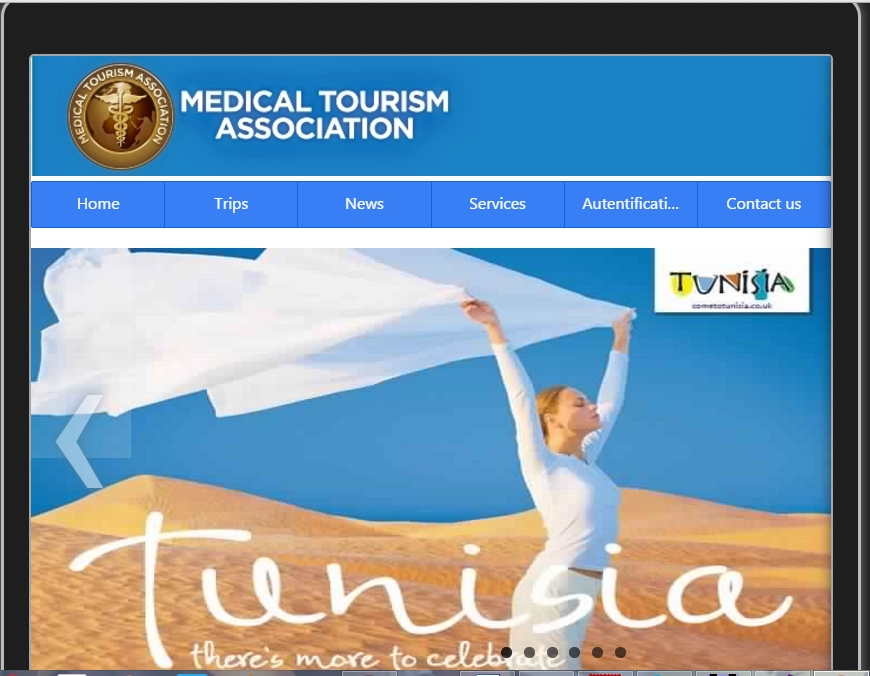 MEDICAL TOURISM ASSOCIATION
MEDICAL TOURISM
ASSOCIATION
Home
Trips
News
Services
Autentificati...
Contact us
TUNISIA
cometotunisia.co.uk
Tunisia
there's more to celebrate